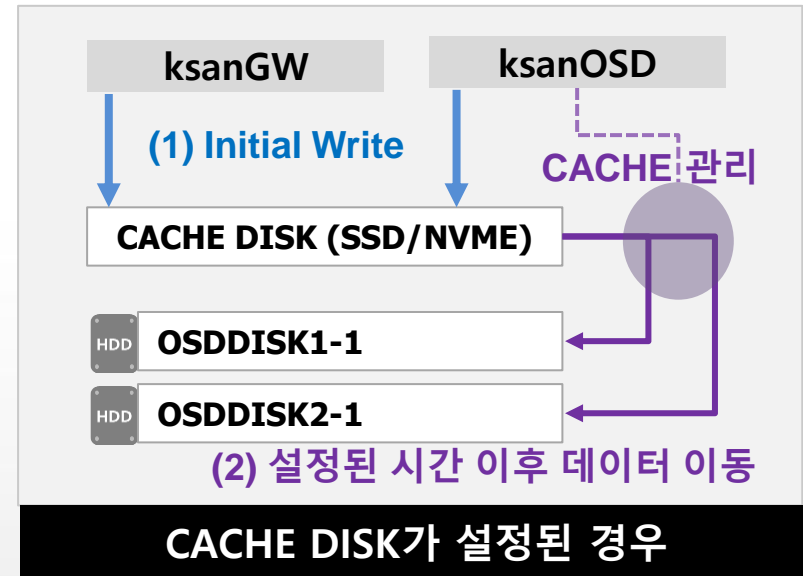 ksanGW
ksanOSD
(1) Initial Write
CACHE 관리
CACHE DISK (SSD/NVME)
HDD
OSDDISK1-1
HDD
OSDDISK2-1
(2) 설정된 시간 이후 데이터 이동
CACHE DISK가 설정된 경우